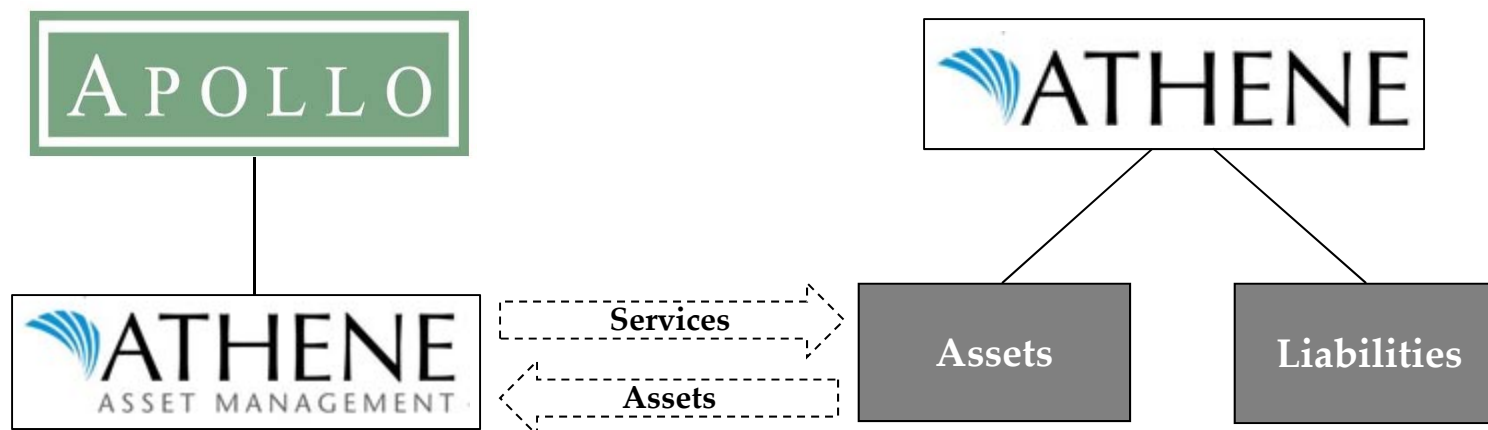 APOLLO
ATHENE
ATHENE
ASSET MANAGEMENT
Services
Assets
Assets
Liabilities